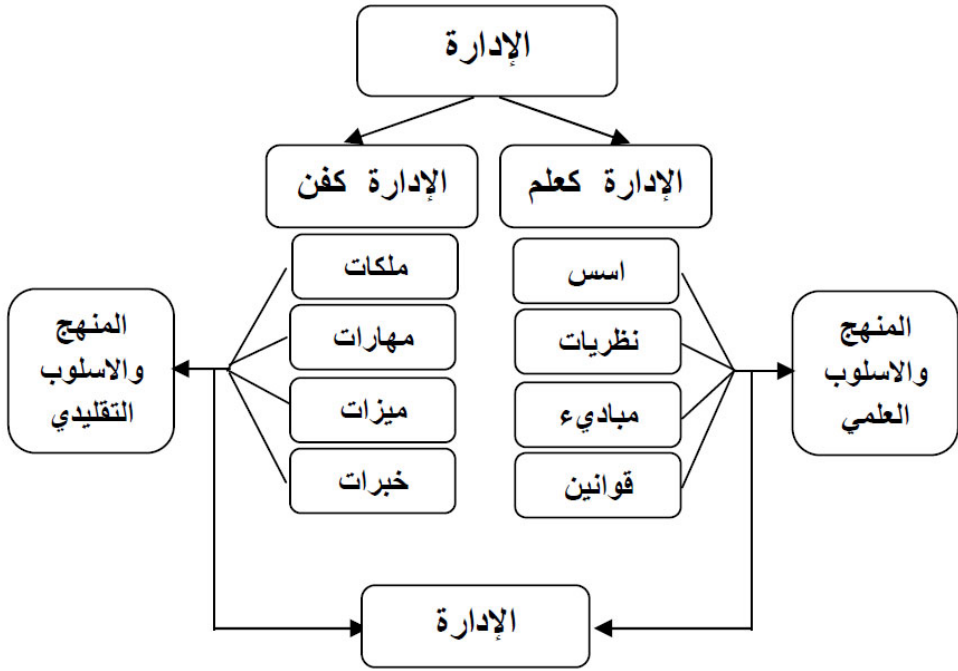 الإدارة
الإدارة كعلم
الإدارة كفن
اسس
نظريات
مباديء
قوانين
المنهج
والاسلوب
العلمي
ملكات
مهارات
ميزات
خبرات
المنهج
والاسلوب
التقليدي
الإدارة